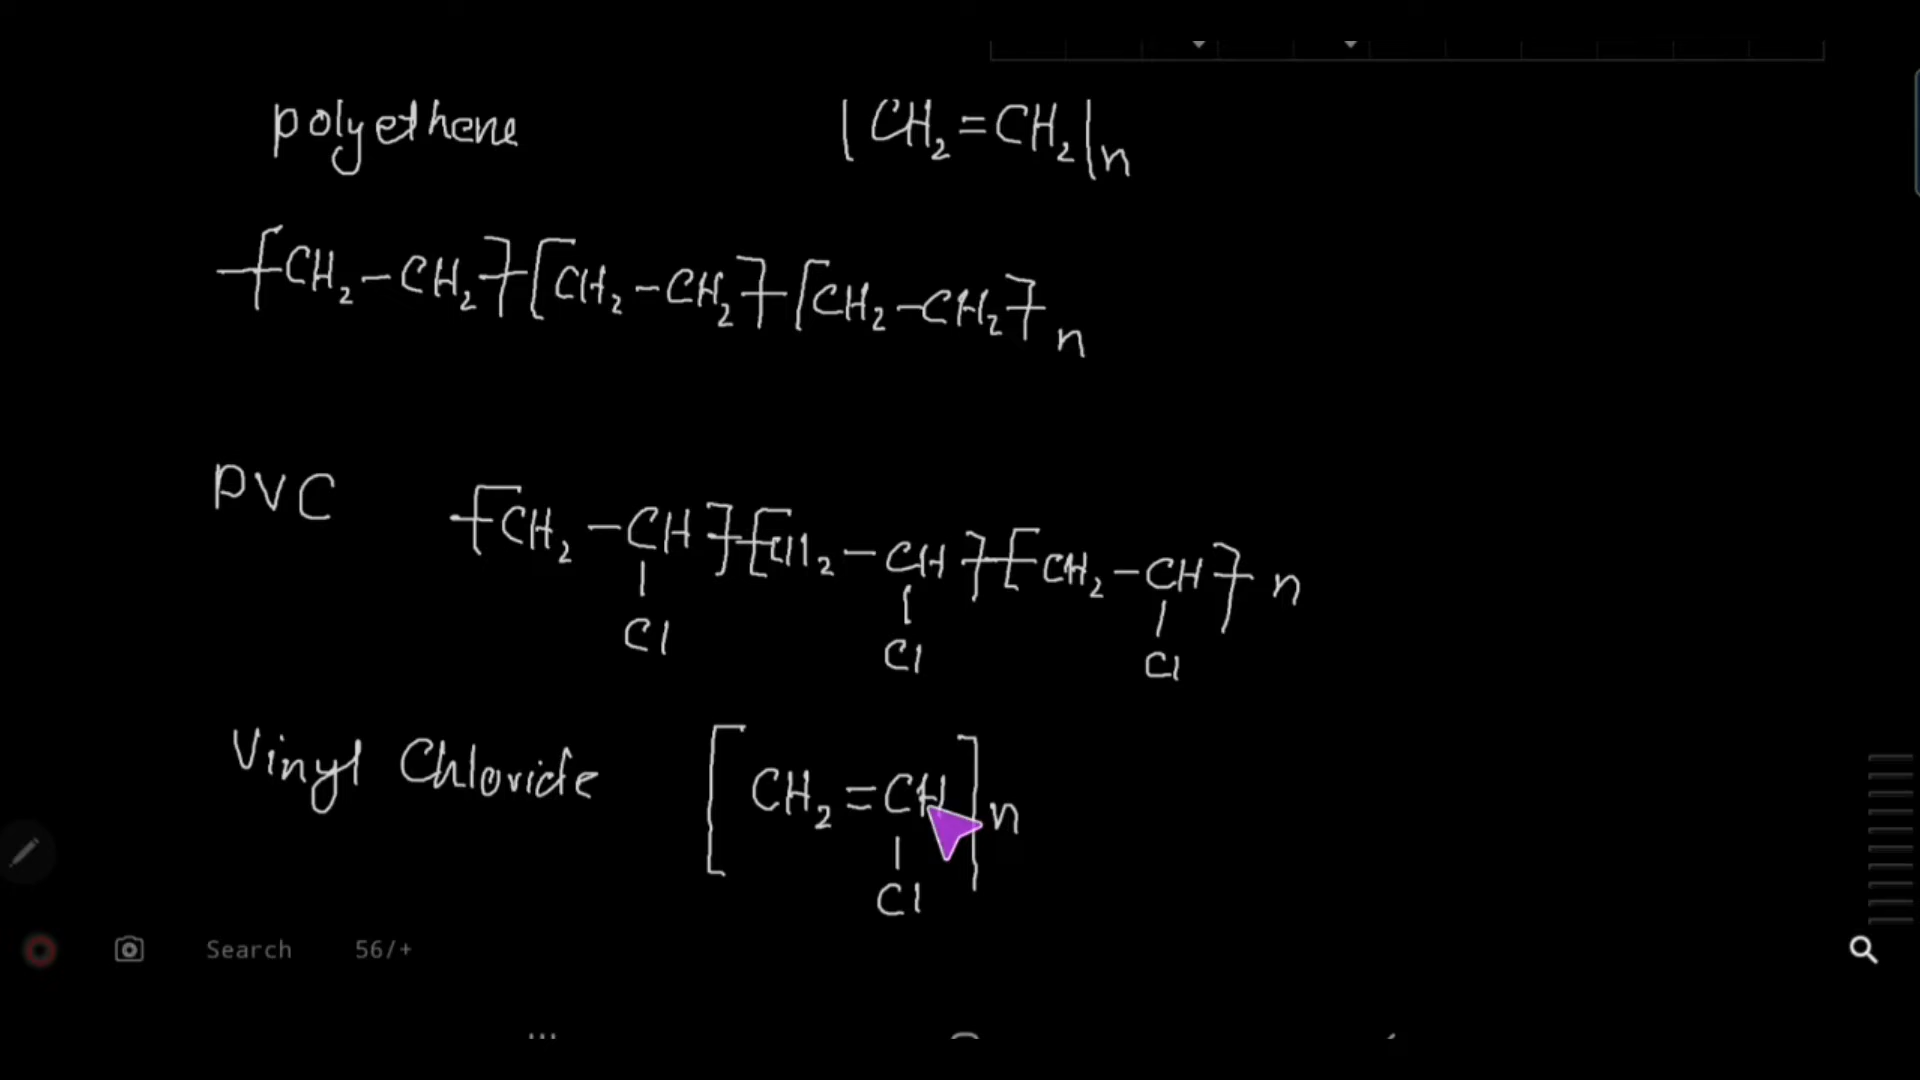 polyethene |CH₂=CH₂|n
-[CH₂-CH₂]-[CH₂-CH₂]-[CH₂-CH₂]-n
PVC -[CH₂-CH]-[CH₂-CH]-[CH₂-CH]-n
Cl Cl Cl
Vinyl Chloride [CH₂=CH]n
Cl
Search 56/+